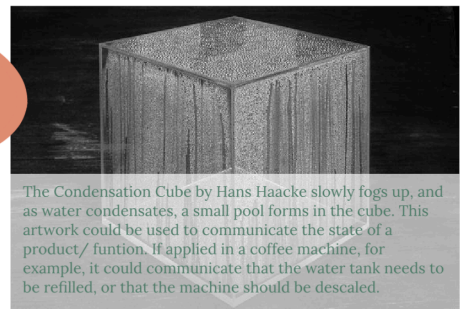 The Condensation Cube by Hans Haacke slowly fogs up, and
as water condensates, a small pool forms in the cube. This
artwork could be used to communicate the state of a
product/ funtion. If applied in a coffee machine, for
example, it could communicate that the water tank needs to
be refilled, or that the machine should be descaled.